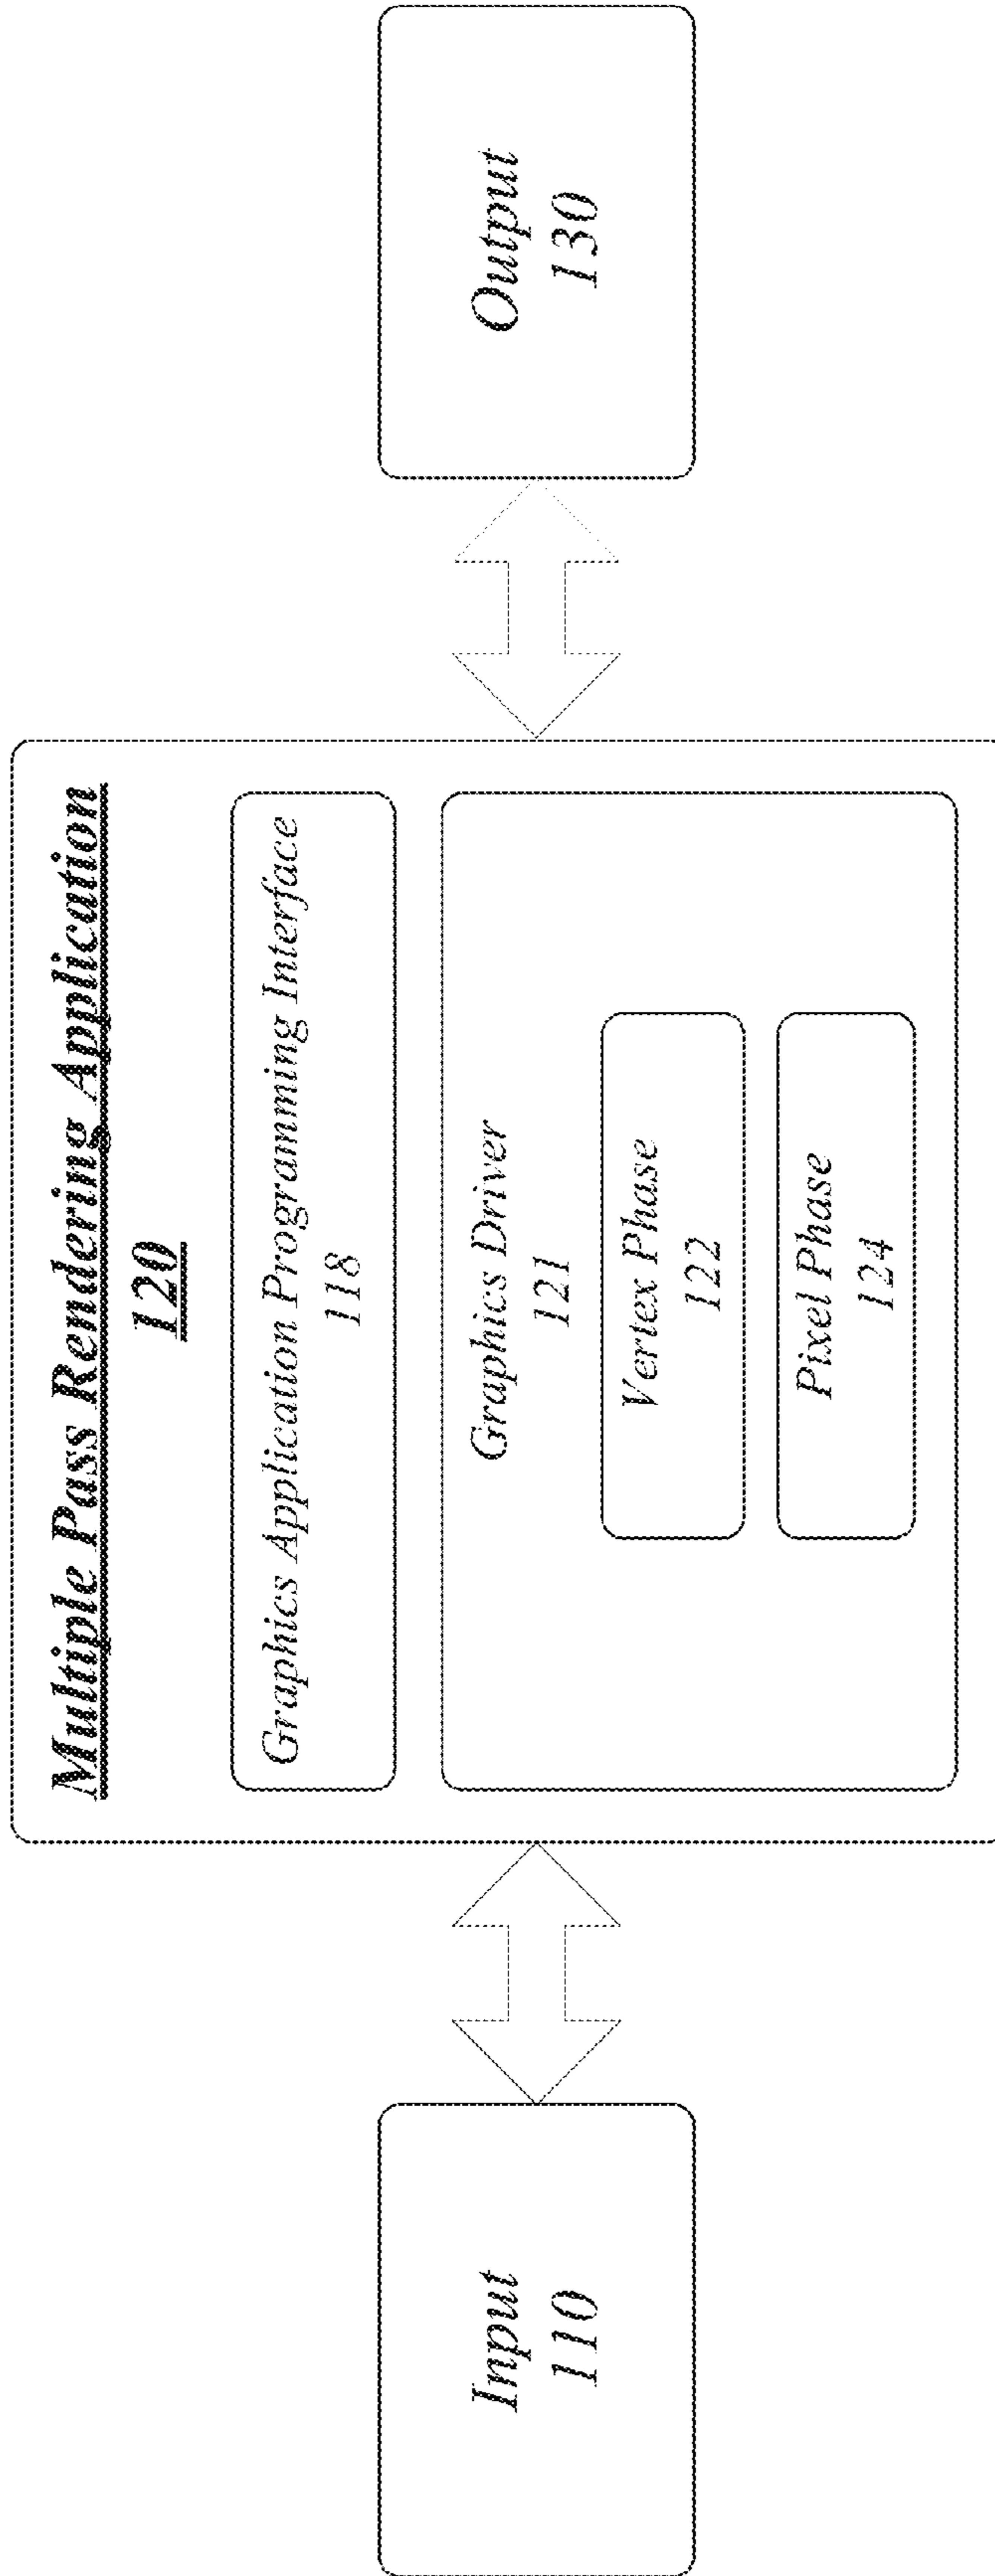 Input
110
Multiple Pass Rendering Application
120
Graphics Application Programming Interface
118
Graphics Driver
121
Vertex Phase
122
Pixel Phase
124
Output
130